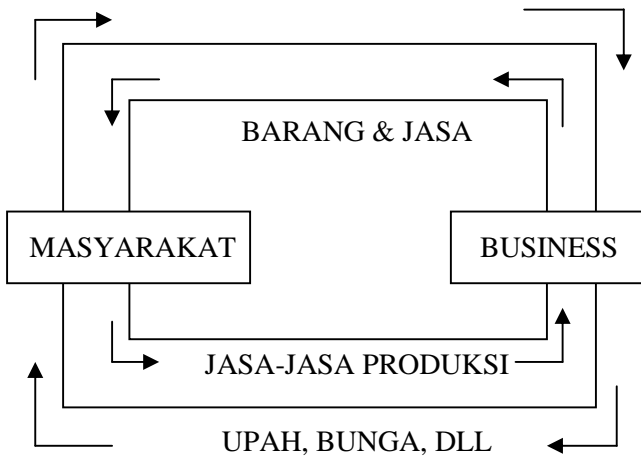 BARANG & JASA
MASYARAKAT
BUSINESS
JASA-JASA PRODUKSI
UPAH, BUNGA, DLL